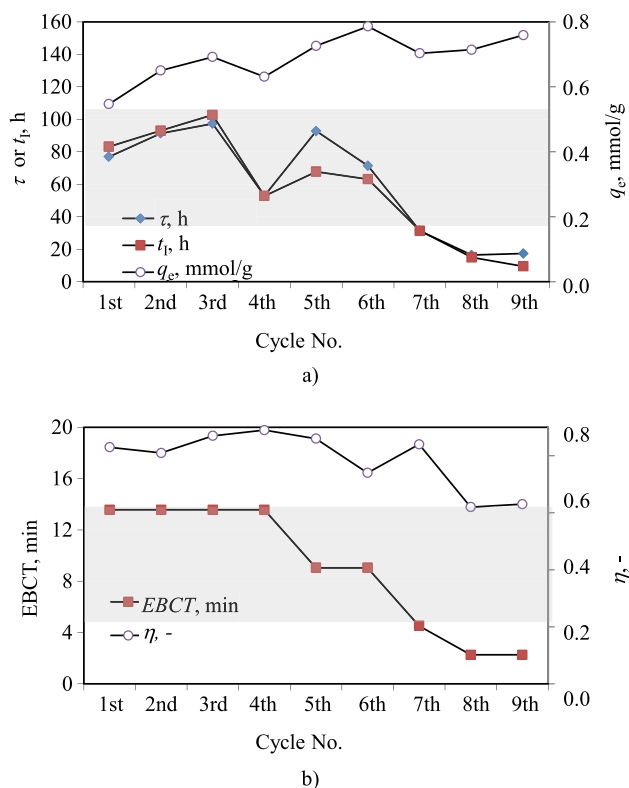 160
140
120
100
80
60
40
20
0
τ or tI, h
0.8
0.6
0.4
0.2
0.0
qe, mmol/g
τ, h
tI, h
qe, mmol/g
1st 2nd 3rd 4th 5th 6th 7th 8th 9th
Cycle No.
a)
20
16
12
8
4
0
EBCT, min
0.8
0.6
0.4
0.2
0.0
η, -
EBCT, min
η, -
1st 2nd 3rd 4th 5th 6th 7th 8th 9th
Cycle No.
b)